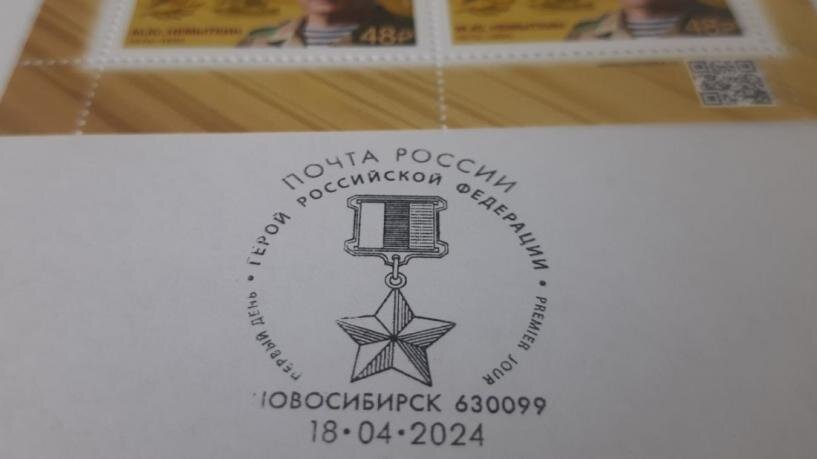 48₽
48₽
ПОЧТА РОССИИ
ГЕРОЙ РОССИЙСКОЙ ФЕДЕРАЦИИ
ПЕРВЫЙ ДЕНЬ
PREMIER JOUR
НОВОСИБИРСК 630099
18•04•2024